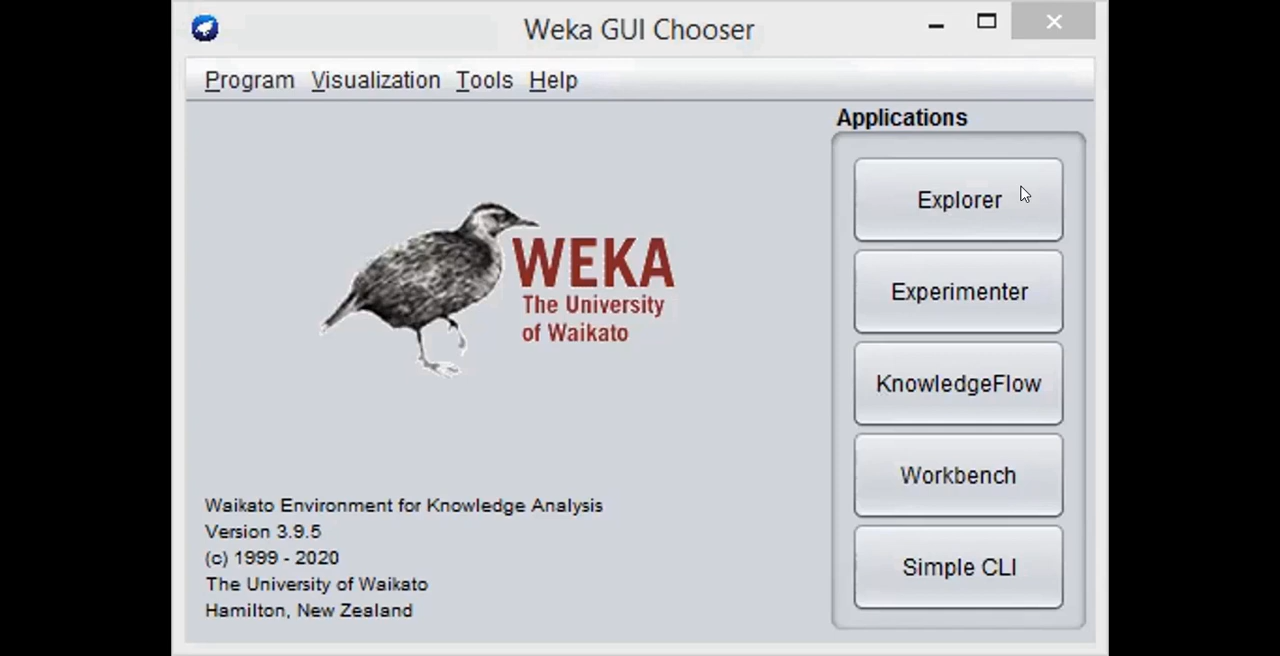 Weka GUI Chooser
Program Visualization Tools Help
Applications
Explorer
Experimenter
KnowledgeFlow
Workbench
Simple CLI
WEKA
The University
of Waikato
Waikato Environment for Knowledge Analysis
Version 3.9.5
(c) 1999 - 2020
The University of Waikato
Hamilton, New Zealand